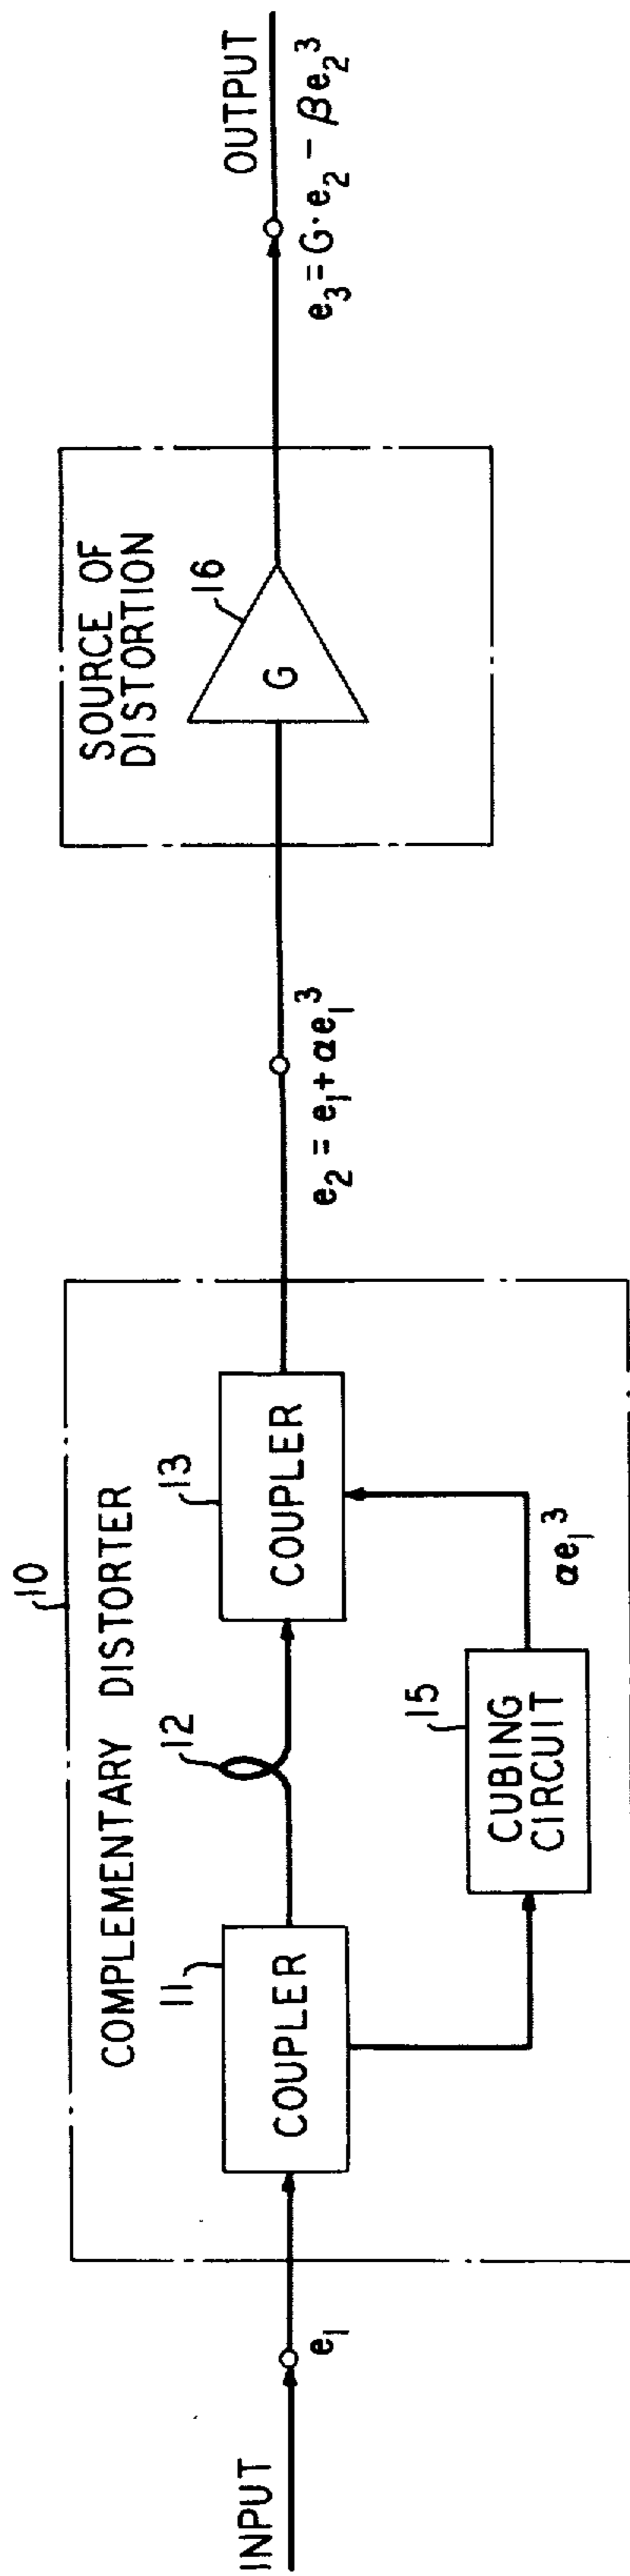 INPUT
e₁
10
COMPLEMENTARY DISTORTER
11
COUPLER
12
13
COUPLER
15
CUBING
CIRCUIT
αe₁³
e₂ = e₁ + αe₁³
SOURCE OF
DISTORTION
16
G
OUTPUT
e₃ = G · e₂ − βe₂³